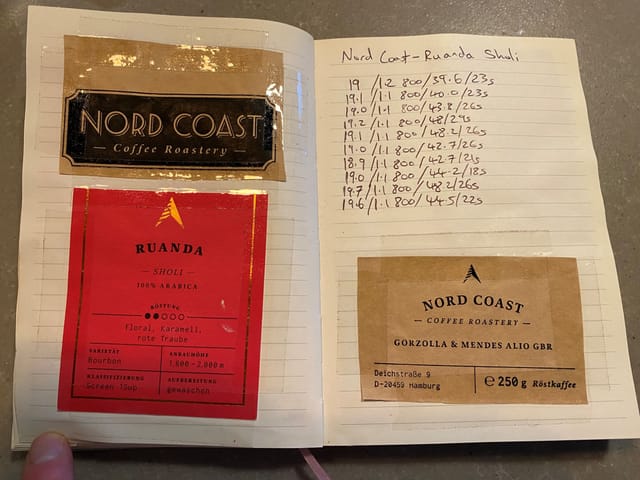 NORD COAST
Coffee Roastery
RUANDA
SHOLI
100% ARABICA
RÖSTUNG
Floral, Karamell,
rote Traube
VARIETÄT
Bourbon
ANBAUHÖHE
1.800 - 2.000 m
KLASSIFIZIERUNG
Screen 15up
AUFBEREITUNG
gewaschen
Nord Coast - Ruanda Sholi
19 /1.2 800/39.6/23s
19.1 /1.1 800/40.0/23s
19.0 /1.1 800/43.8/26s
19.2 /1.1 800/48/29s
19.1 /1.1 800/48.2/26s
19.0 /1.1 800/42.7/26s
18.9 /1.1 800/42.7/21s
19.0 /1.1 800/44.2/18s
19.7 /1.1 800/48.2/26s
19.6 /1.1 800/44.5/22s
NORD COAST
COFFEE ROASTERY
GORZOLLA & MENDES ALIO GBR
Deichstraße 9
D-20459 Hamburg
℮ 250 g Röstkaffee